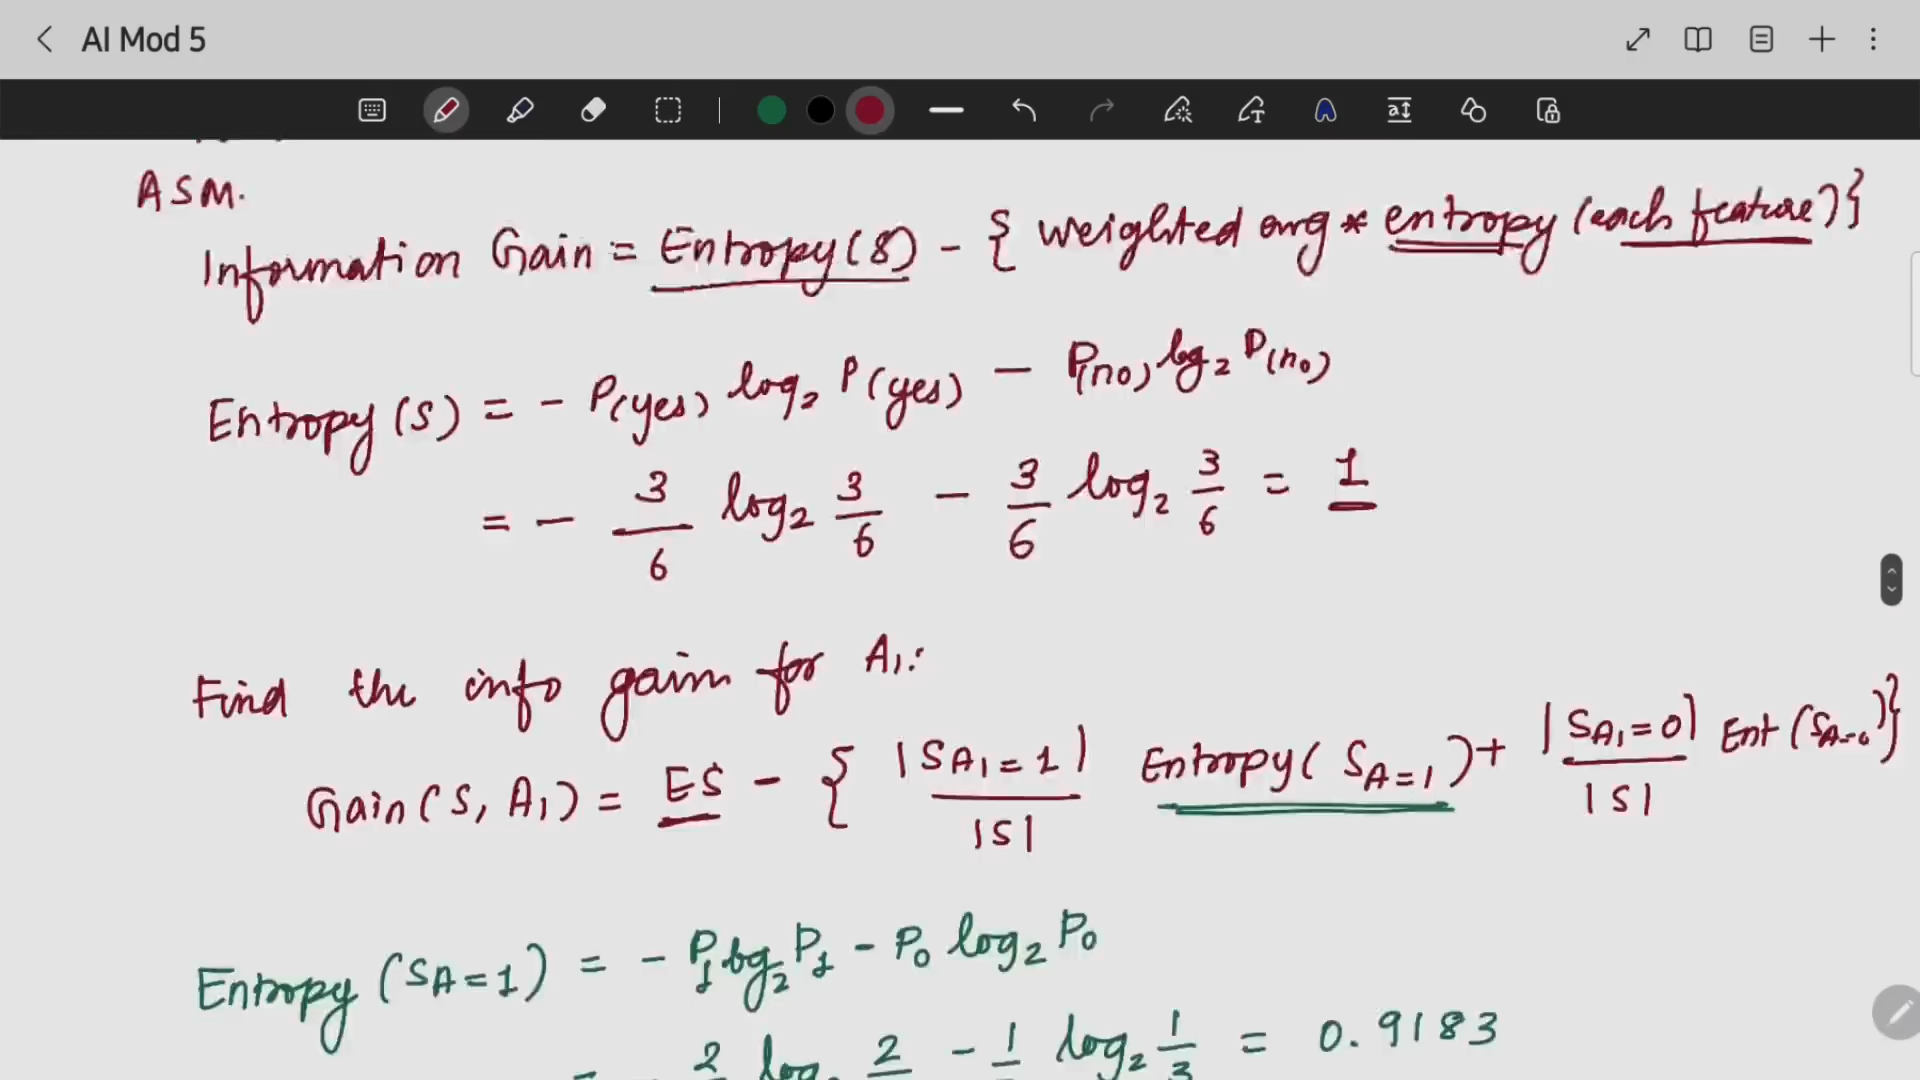 AI Mod 5
ASM.
Information Gain = Entropy(S) - { weighted avg * entropy (each feature)}
Entropy (S) = - P(yes) log2 P(yes) - P(no) log2 P(no)
= - 3/6 log2 3/6 - 3/6 log2 3/6 = 1
Find the info gain for A1:
Gain(S, A1) = ES - { |SA1=1| / |S| Entropy(SA=1) + |SA1=0| / |S| Ent (SA=0)}
Entropy (SA=1) = - P1 log2 P1 - P0 log2 P0
= - 2 log 2 - 1 log2 1/3 = 0.9183